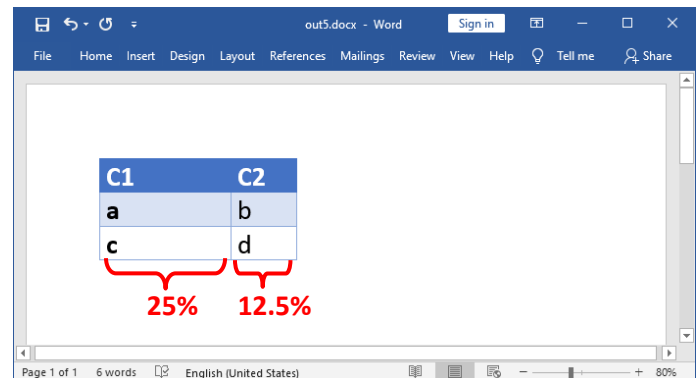 out5.docx - Word Sign in
File Home Insert Design Layout References Mailings Review View Help Tell me Share
C1 C2
a b
c d
25% 12.5%
Page 1 of 1 6 words English (United States) 80%